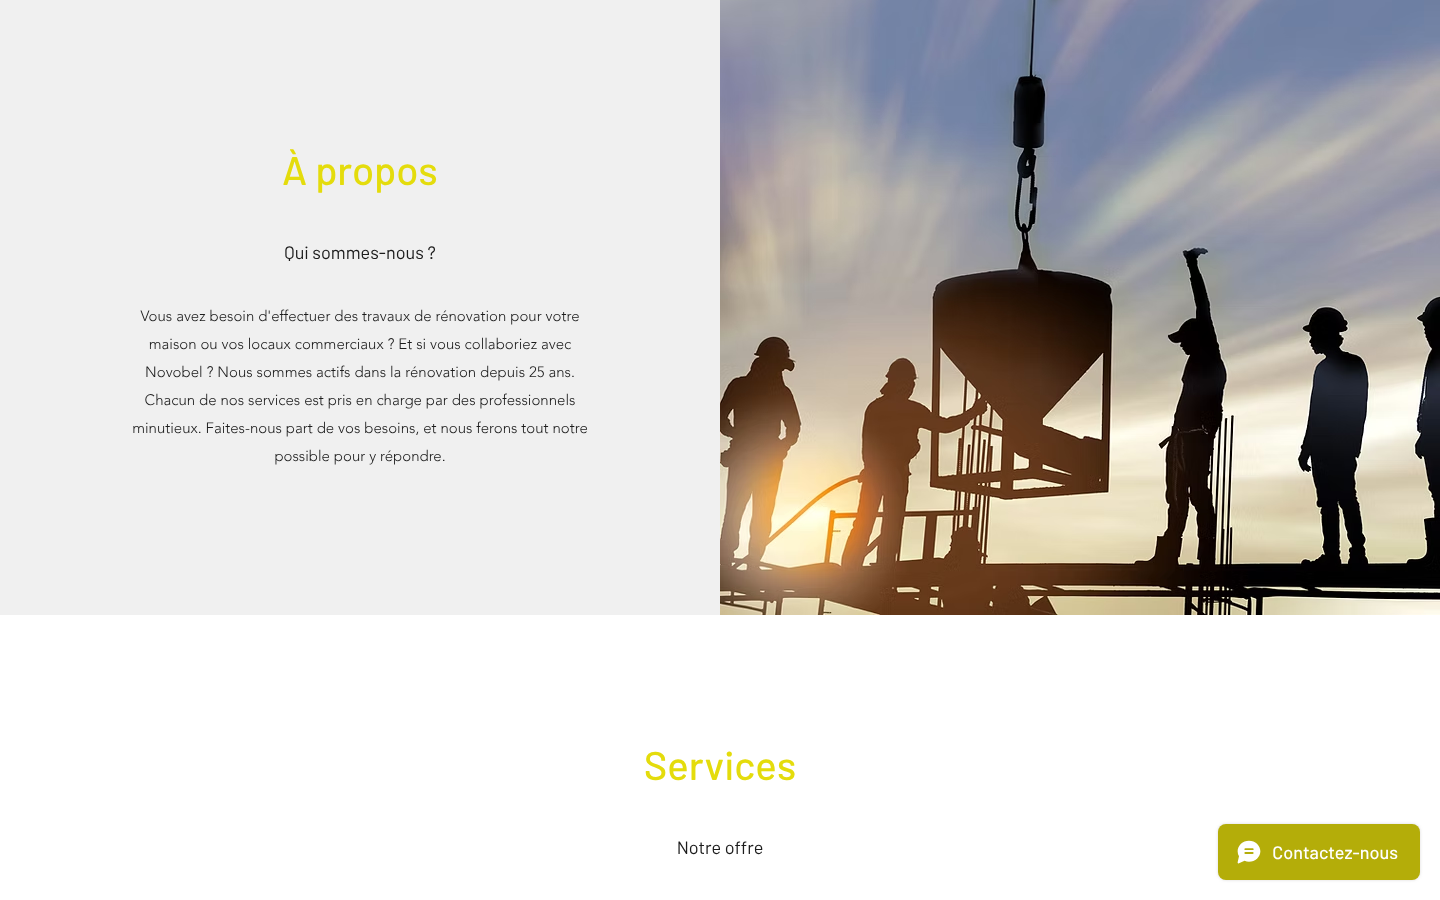 À propos
Qui sommes-nous ?
Vous avez besoin d'effectuer des travaux de rénovation pour votre
maison ou vos locaux commerciaux ? Et si vous collaboriez avec
Novobel ? Nous sommes actifs dans la rénovation depuis 25 ans.
Chacun de nos services est pris en charge par des professionnels
minutieux. Faites-nous part de vos besoins, et nous ferons tout notre
possible pour y répondre.
Services
Notre offre
Contactez-nous